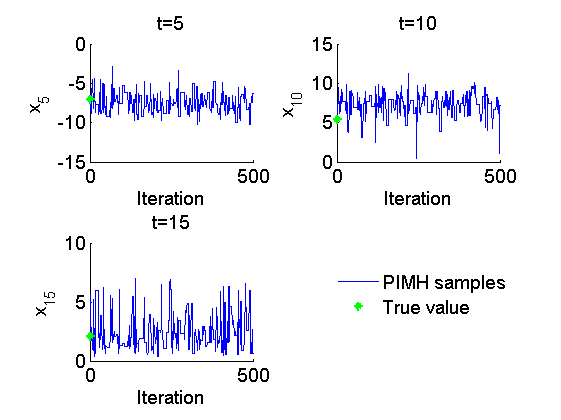 t=5
0
-5
-10
-15
x5
0 500
Iteration
t=10
15
10
5
0
x10
0 500
Iteration
t=15
10
5
0
x15
0 500
Iteration
PIMH samples
True value